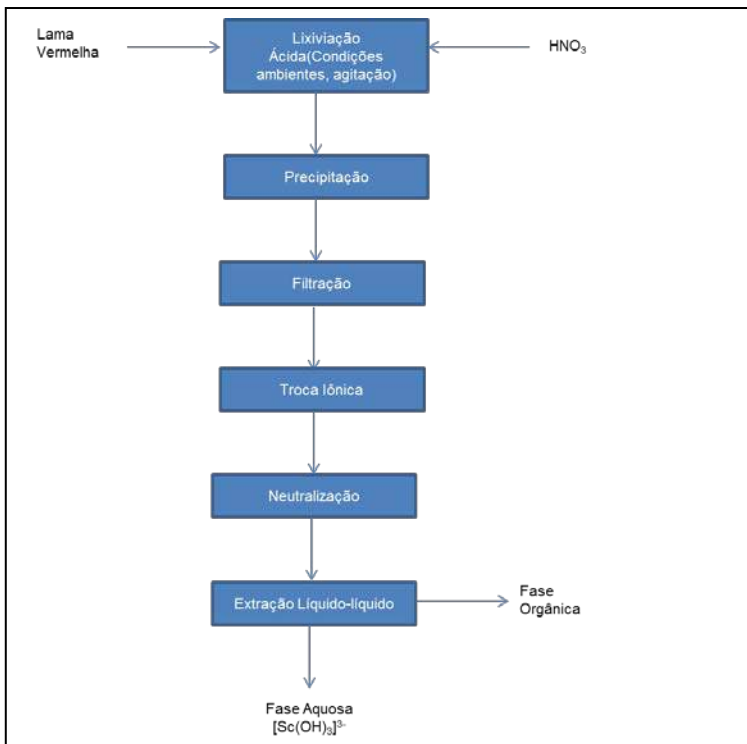 Lama
Vermelha
Lixiviação
Ácida(Condições
ambientes, agitação)
HNO₃
Precipitação
Filtração
Troca Iônica
Neutralização
Extração Líquido-líquido
Fase
Orgânica
Fase Aquosa
[Sc(OH)₃]³⁻